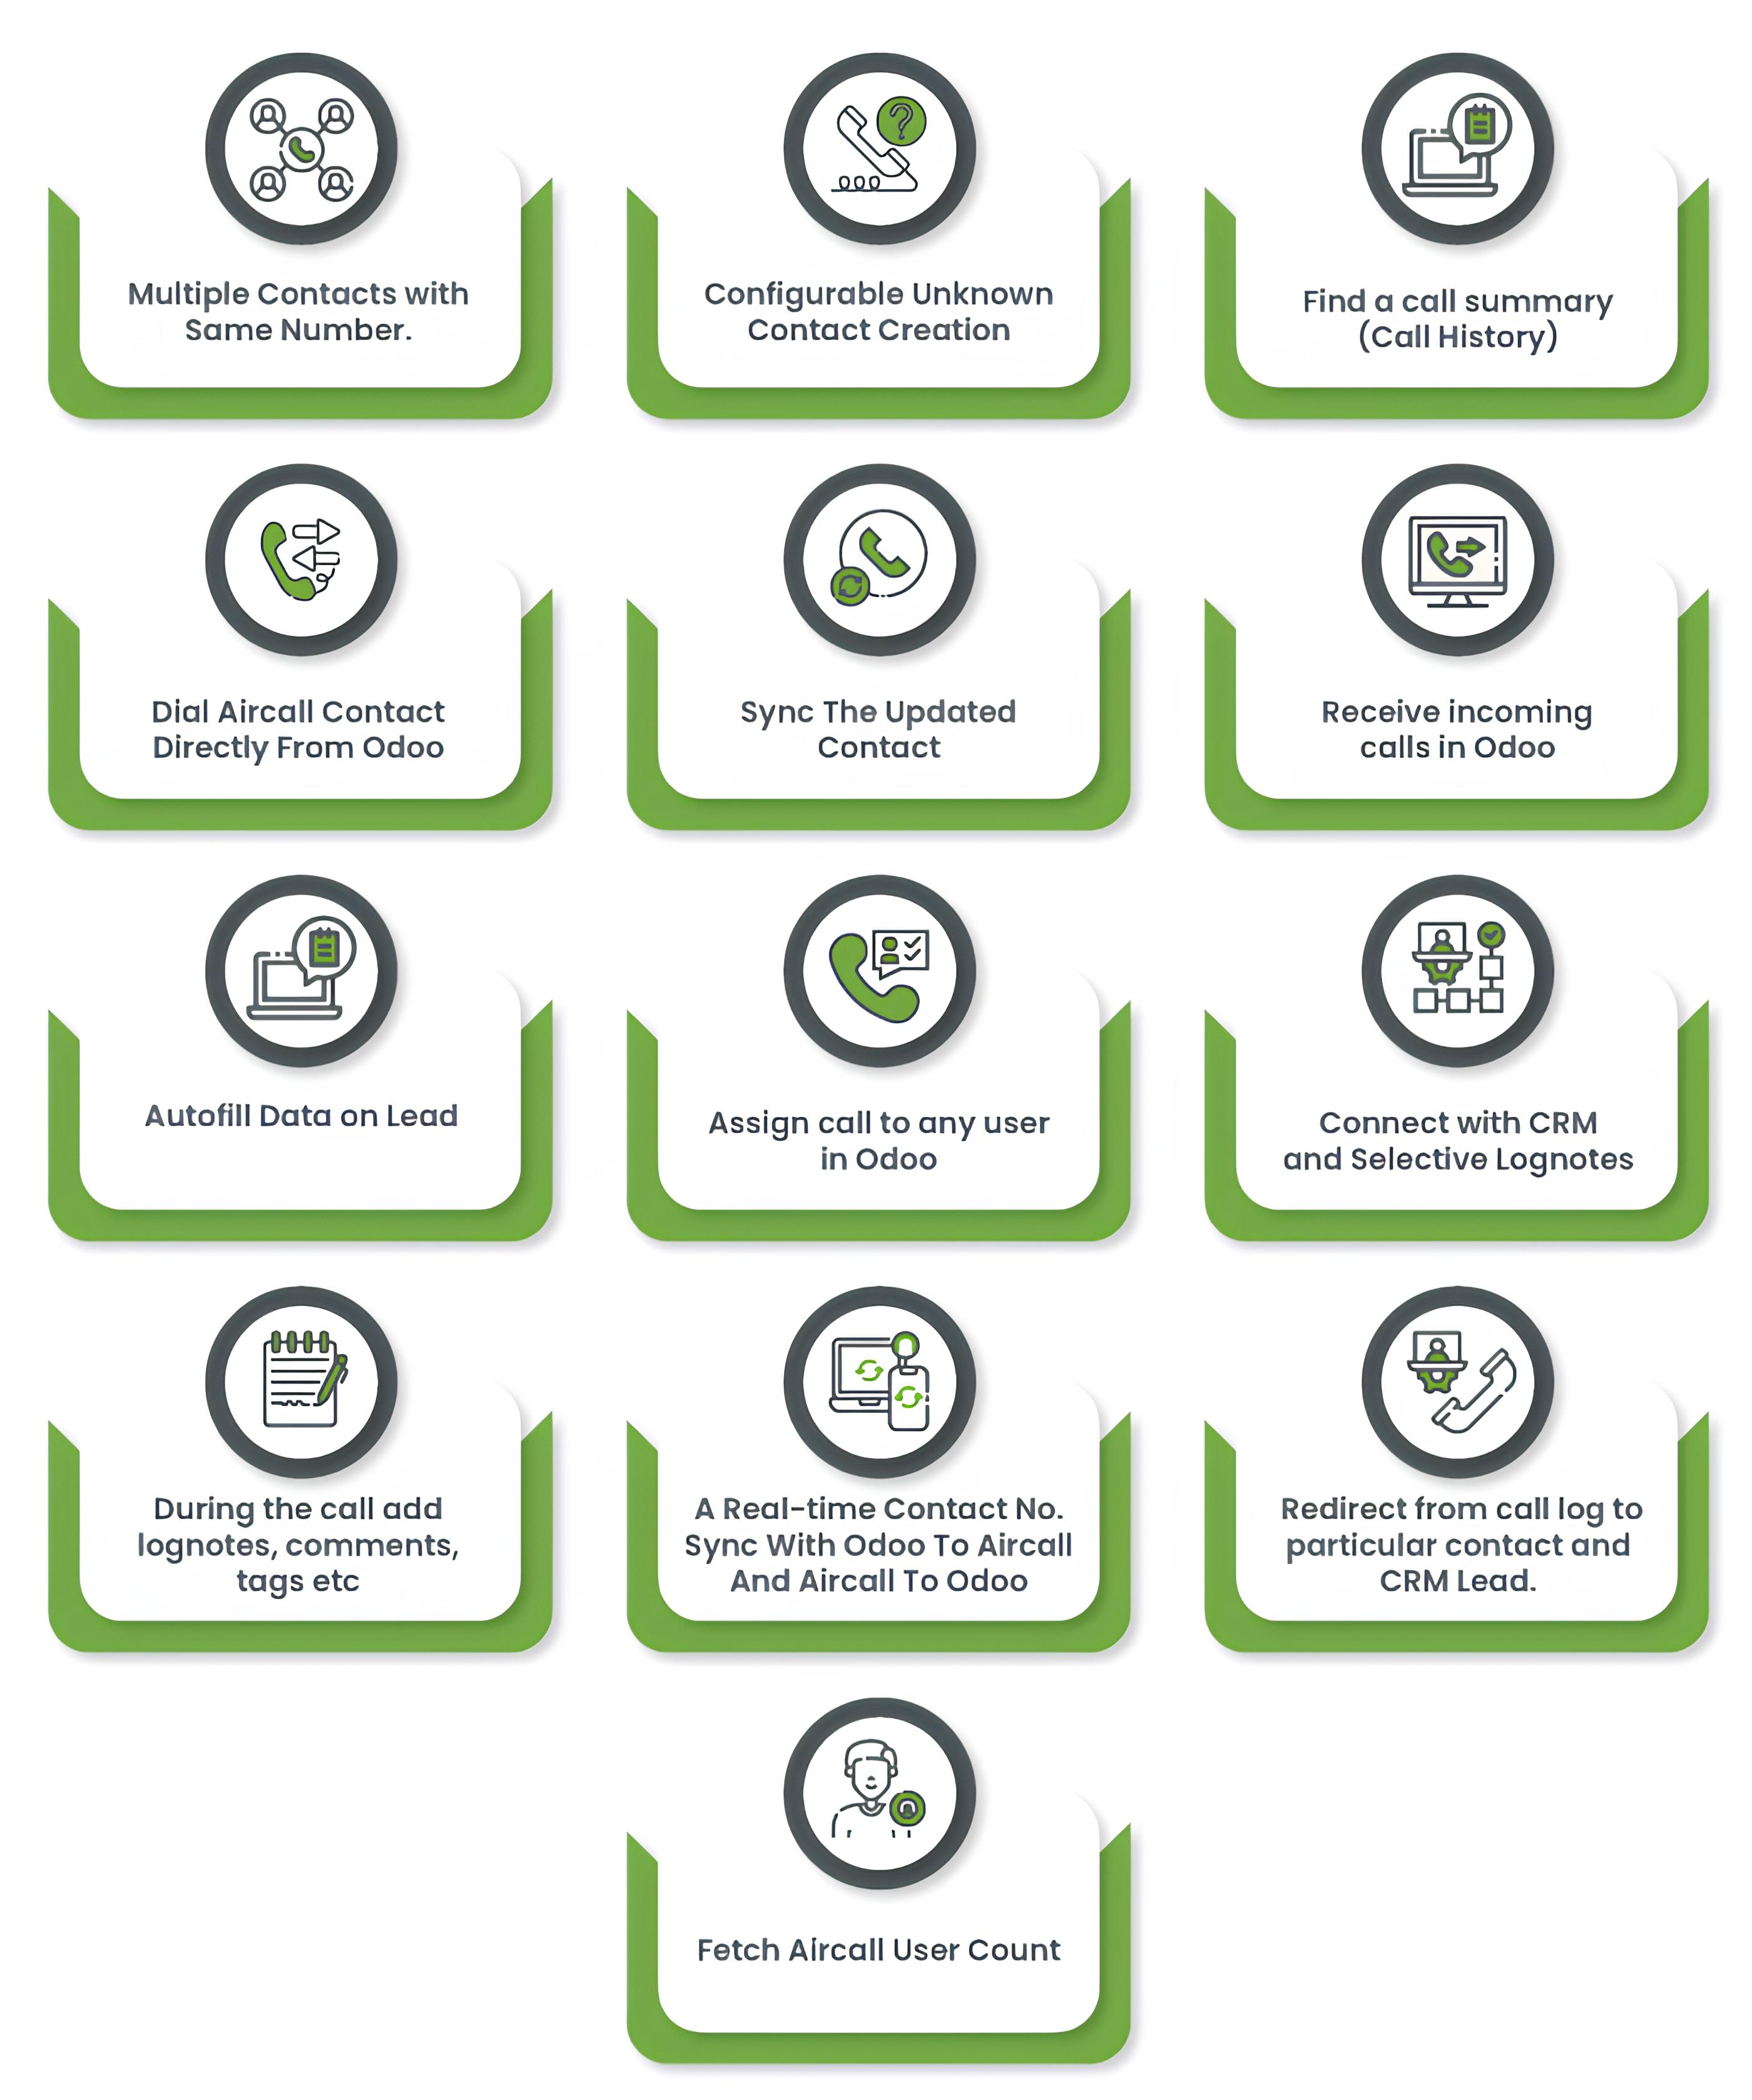 Multiple Contacts with
Same Number.
Configurable Unknown
Contact Creation
Find a call summary
(Call History)
Dial Aircall Contact
Directly From Odoo
Sync The Updated
Contact
Receive incoming
calls in Odoo
Autofill Data on Lead
Assign call to any user
in Odoo
Connect with CRM
and Selective Lognotes
During the call add
lognotes, comments,
tags etc
A Real-time Contact No.
Sync With Odoo To Aircall
And Aircall To Odoo
Redirect from call log to
particular contact and
CRM Lead.
Fetch Aircall User Count